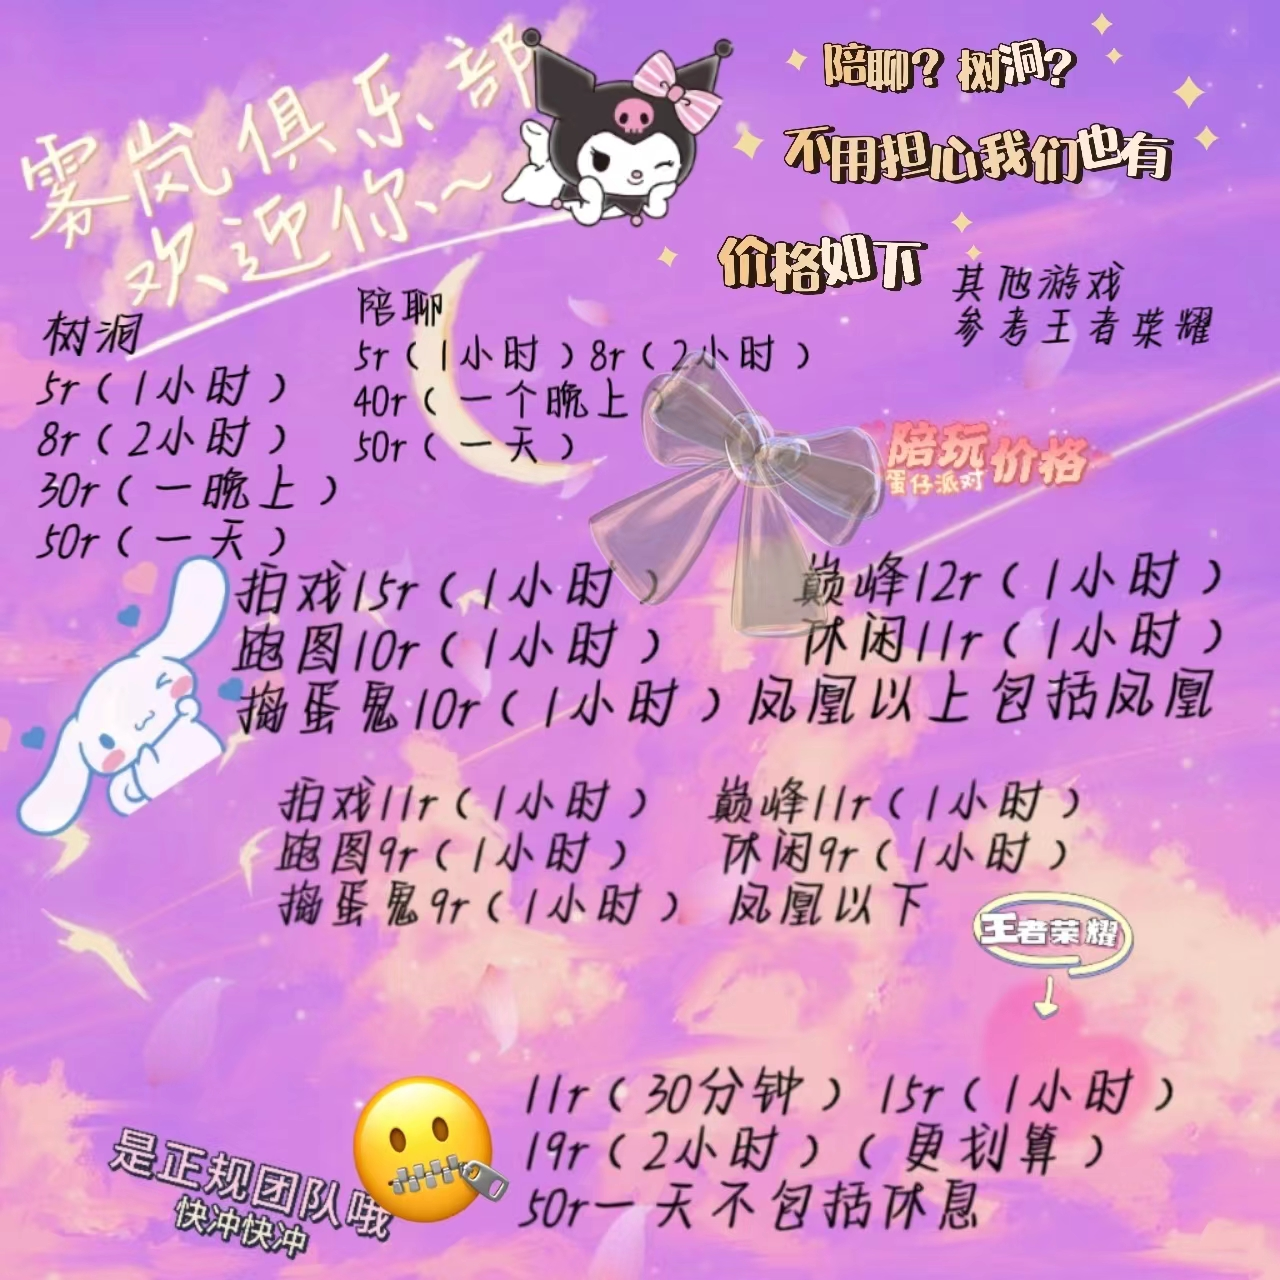 雾岚俱乐部
欢迎你~
陪聊？树洞？
不用担心我们也有
价格如下
其他游戏
参考王者荣耀
树洞
5r（1小时）
8r（2小时）
30r（一晚上）
50r（一天）
陪聊
5r（1小时）8r（2小时）
40r（一个晚上）
50r（一天）
陪玩价格
蛋仔派对
拍戏15r（1小时）
跑图10r（1小时）
捣蛋鬼10r（1小时）
巅峰12r（1小时）
休闲11r（1小时）
凤凰以上包括凤凰
拍戏11r（1小时）
跑图9r（1小时）
捣蛋鬼9r（1小时）
巅峰11r（1小时）
休闲9r（1小时）
凤凰以下
王者荣耀
11r（30分钟）15r（1小时）
19r（2小时）（更划算）
50r一天不包括休息
是正规团队哦
快冲快冲